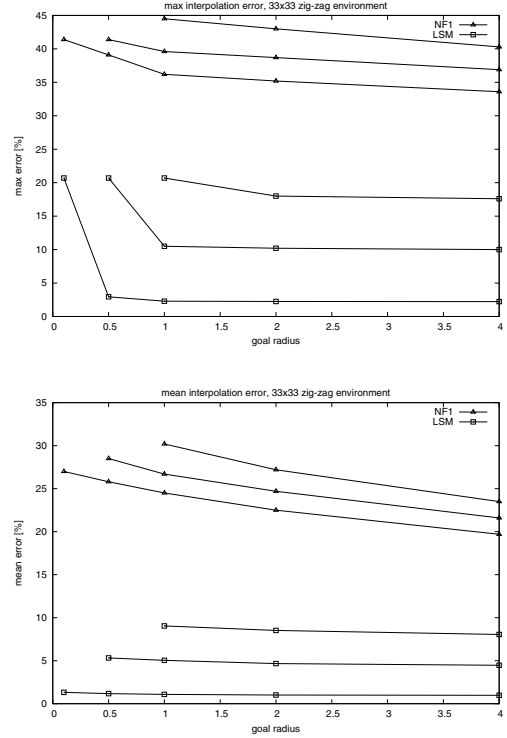 max interpolation error, 33x33 zig-zag environment
45
40
35
30
25
20
15
10
5
0
max error [%]
NF1
LSM
0 0.5 1 1.5 2 2.5 3 3.5 4
goal radius
mean interpolation error, 33x33 zig-zag environment
35
30
25
20
15
10
5
0
mean error [%]
NF1
LSM
0 0.5 1 1.5 2 2.5 3 3.5 4
goal radius